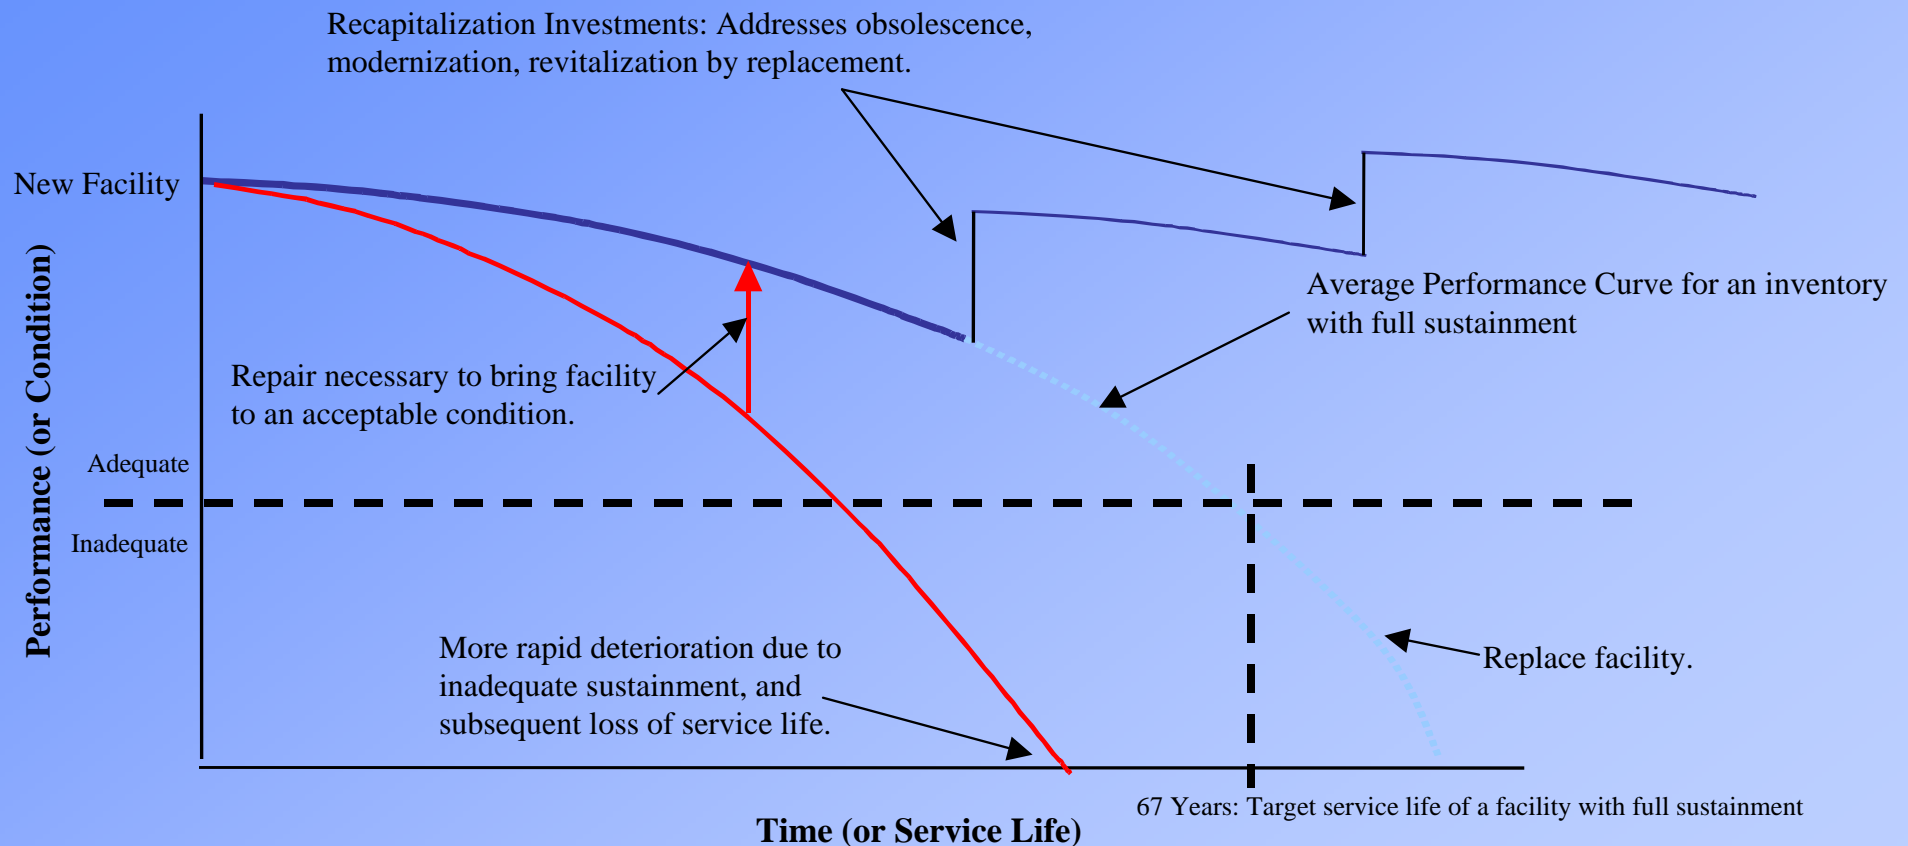 Recapitalization Investments: Addresses obsolescence,
modernization, revitalization by replacement.
New Facility
Performance (or Condition)
Average Performance Curve for an inventory
with full sustainment
Repair necessary to bring facility
to an acceptable condition.
Adequate
Inadequate
More rapid deterioration due to
inadequate sustainment, and
subsequent loss of service life.
Replace facility.
67 Years: Target service life of a facility with full sustainment
Time (or Service Life)